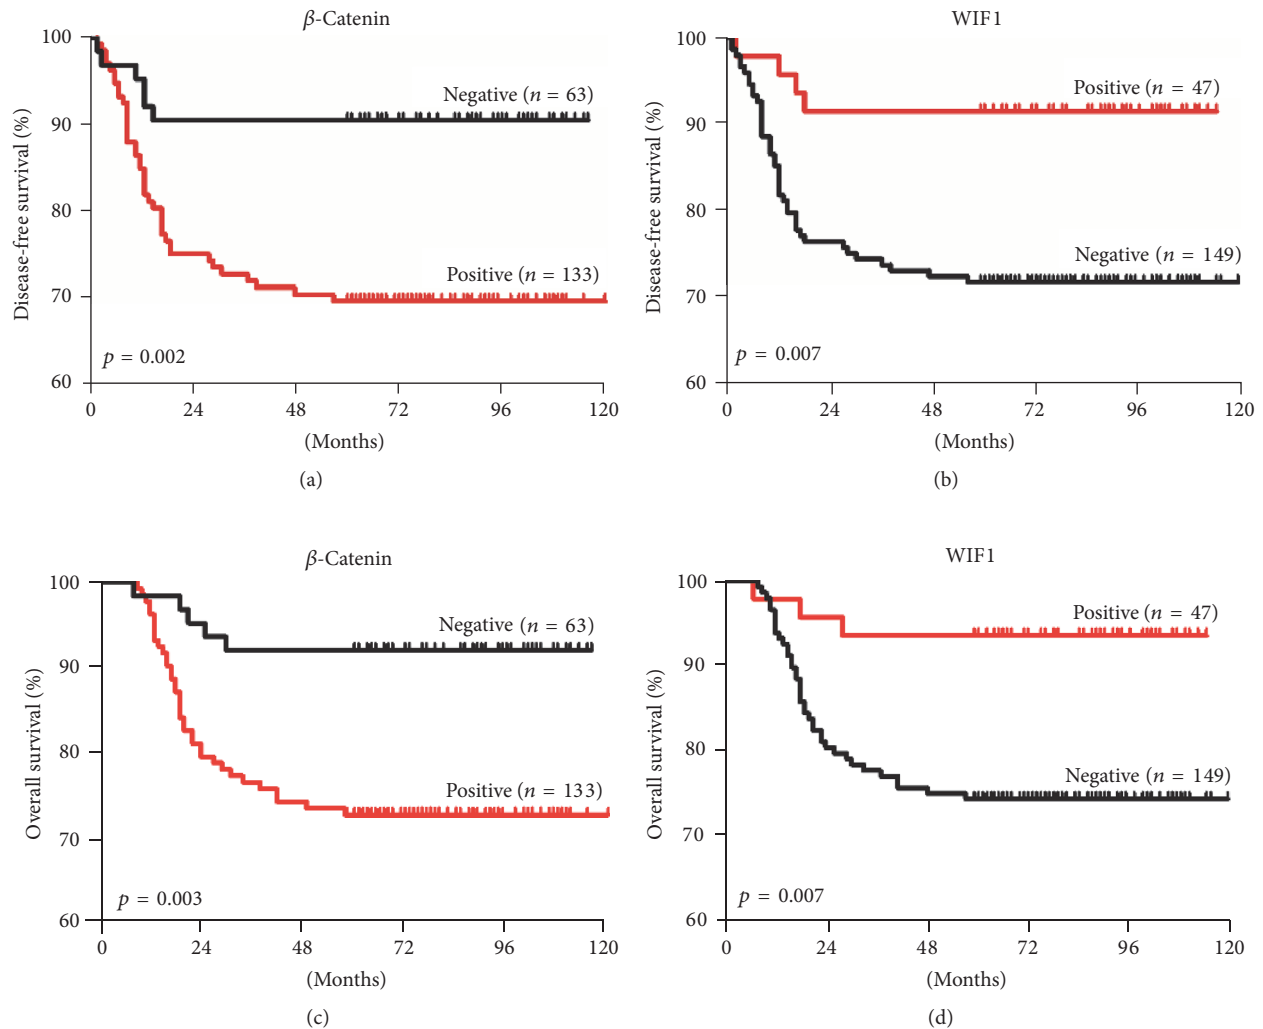 β-Catenin
100
90
80
70
60
Disease-free survival (%)
Negative (n = 63)
Positive (n = 133)
p = 0.002
0 24 48 72 96 120
(Months)
(a)
WIF1
100
90
80
70
60
Disease-free survival (%)
Positive (n = 47)
Negative (n = 149)
p = 0.007
0 24 48 72 96 120
(Months)
(b)
β-Catenin
100
90
80
70
60
Overall survival (%)
Negative (n = 63)
Positive (n = 133)
p = 0.003
0 24 48 72 96 120
(Months)
(c)
WIF1
100
90
80
70
60
Overall survival (%)
Positive (n = 47)
Negative (n = 149)
p = 0.007
0 24 48 72 96 120
(Months)
(d)